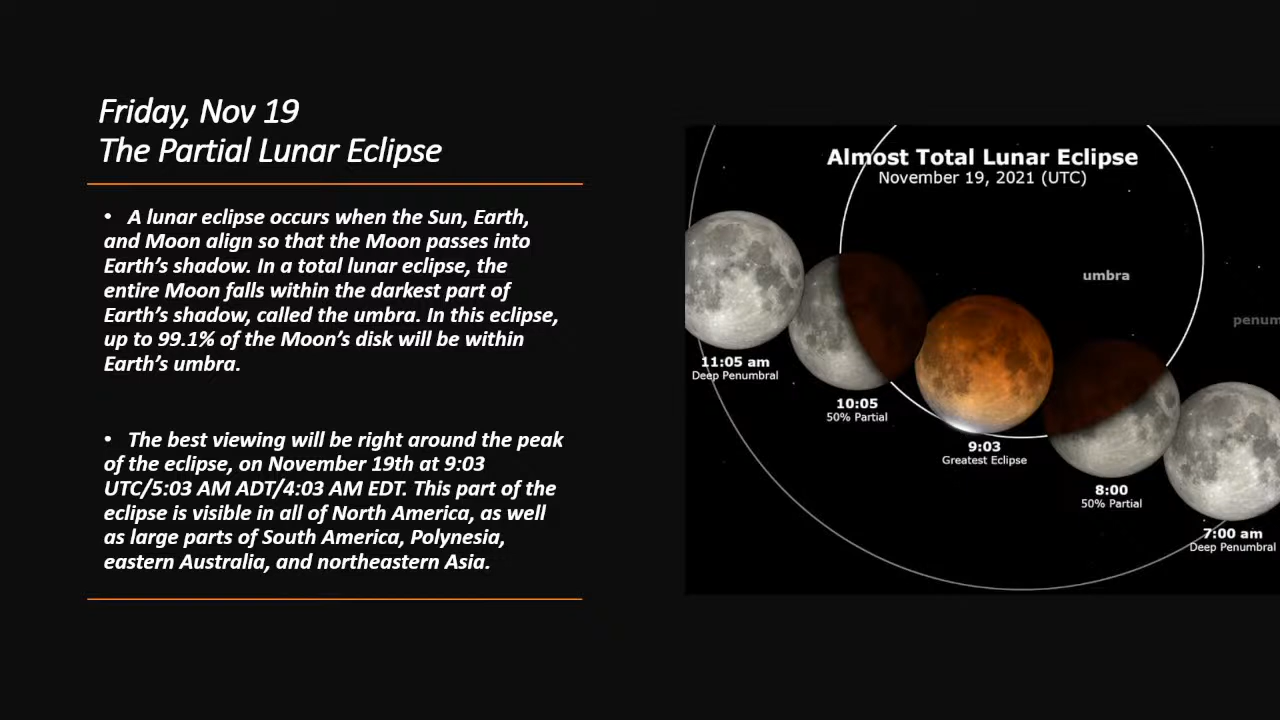 Friday, Nov 19
The Partial Lunar Eclipse
• A lunar eclipse occurs when the Sun, Earth,
and Moon align so that the Moon passes into
Earth’s shadow. In a total lunar eclipse, the
entire Moon falls within the darkest part of
Earth’s shadow, called the umbra. In this eclipse,
up to 99.1% of the Moon’s disk will be within
Earth’s umbra.
• The best viewing will be right around the peak
of the eclipse, on November 19th at 9:03
UTC/5:03 AM ADT/4:03 AM EDT. This part of the
eclipse is visible in all of North America, as well
as large parts of South America, Polynesia,
eastern Australia, and northeastern Asia.
Almost Total Lunar Eclipse
November 19, 2021 (UTC)
umbra
penum
11:05 am
Deep Penumbral
10:05
50% Partial
9:03
Greatest Eclipse
8:00
50% Partial
7:00 am
Deep Penumbral